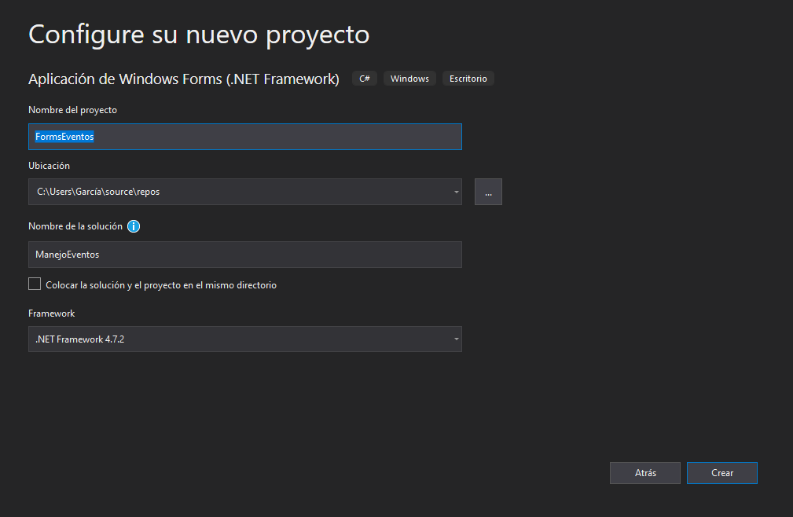 Configure su nuevo proyecto
Aplicación de Windows Forms (.NET Framework) C# Windows Escritorio
Nombre del proyecto
FormsEventos
Ubicación
C:\Users\García\source\repos ...
Nombre de la solución i
ManejoEventos
Colocar la solución y el proyecto en el mismo directorio
Framework
.NET Framework 4.7.2
Atrás Crear